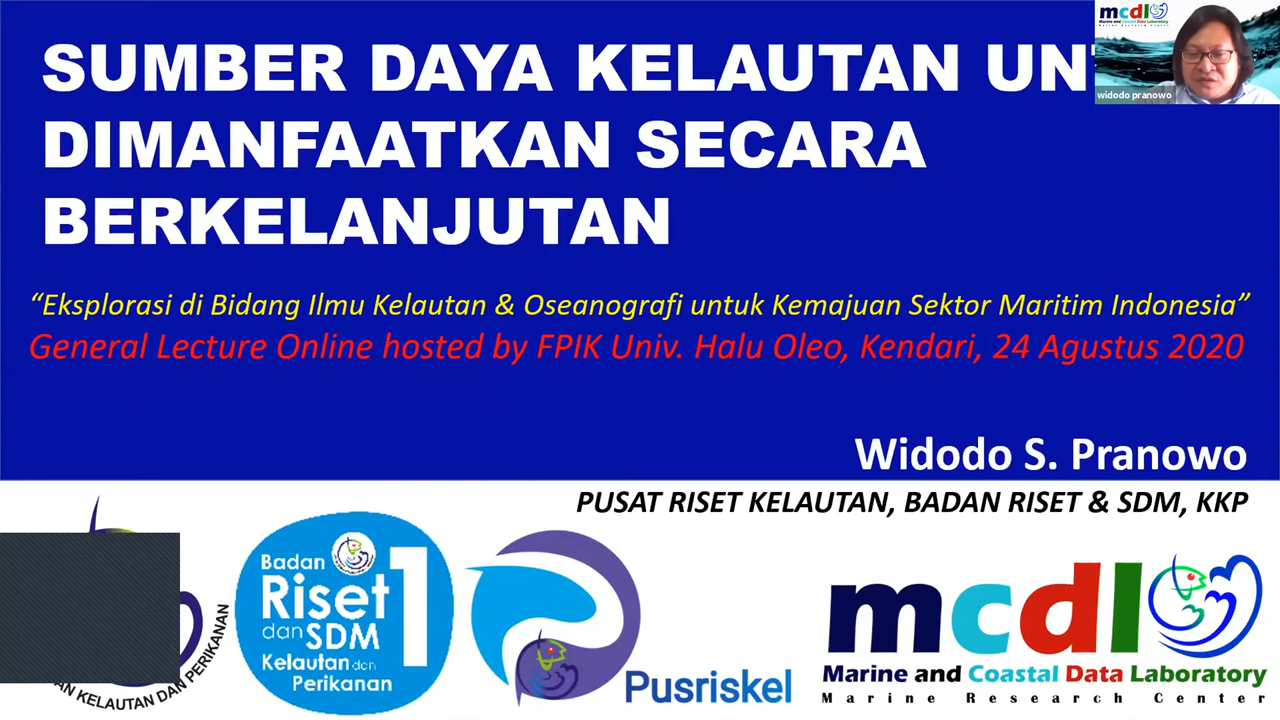 SUMBER DAYA KELAUTAN
DIMANFAATKAN SECARA
BERKELANJUTAN
mcdl
Marine and Coastal Data Laboratory
Marine Research Center
widodo pranowo
“Eksplorasi di Bidang Ilmu Kelautan & Oseanografi untuk Kemajuan Sektor Maritim Indonesia”
General Lecture Online hosted by FPIK Univ. Halu Oleo, Kendari, 24 Agustus 2020
Widodo S. Pranowo
PUSAT RISET KELAUTAN, BADAN RISET & SDM, KKP
KELAUTAN DAN PERIKANAN
Badan
Riset
dan SDM
1
Kelautan dan
Perikanan
Pusriskel
mcdl
Marine and Coastal Data Laboratory
Marine Research Center